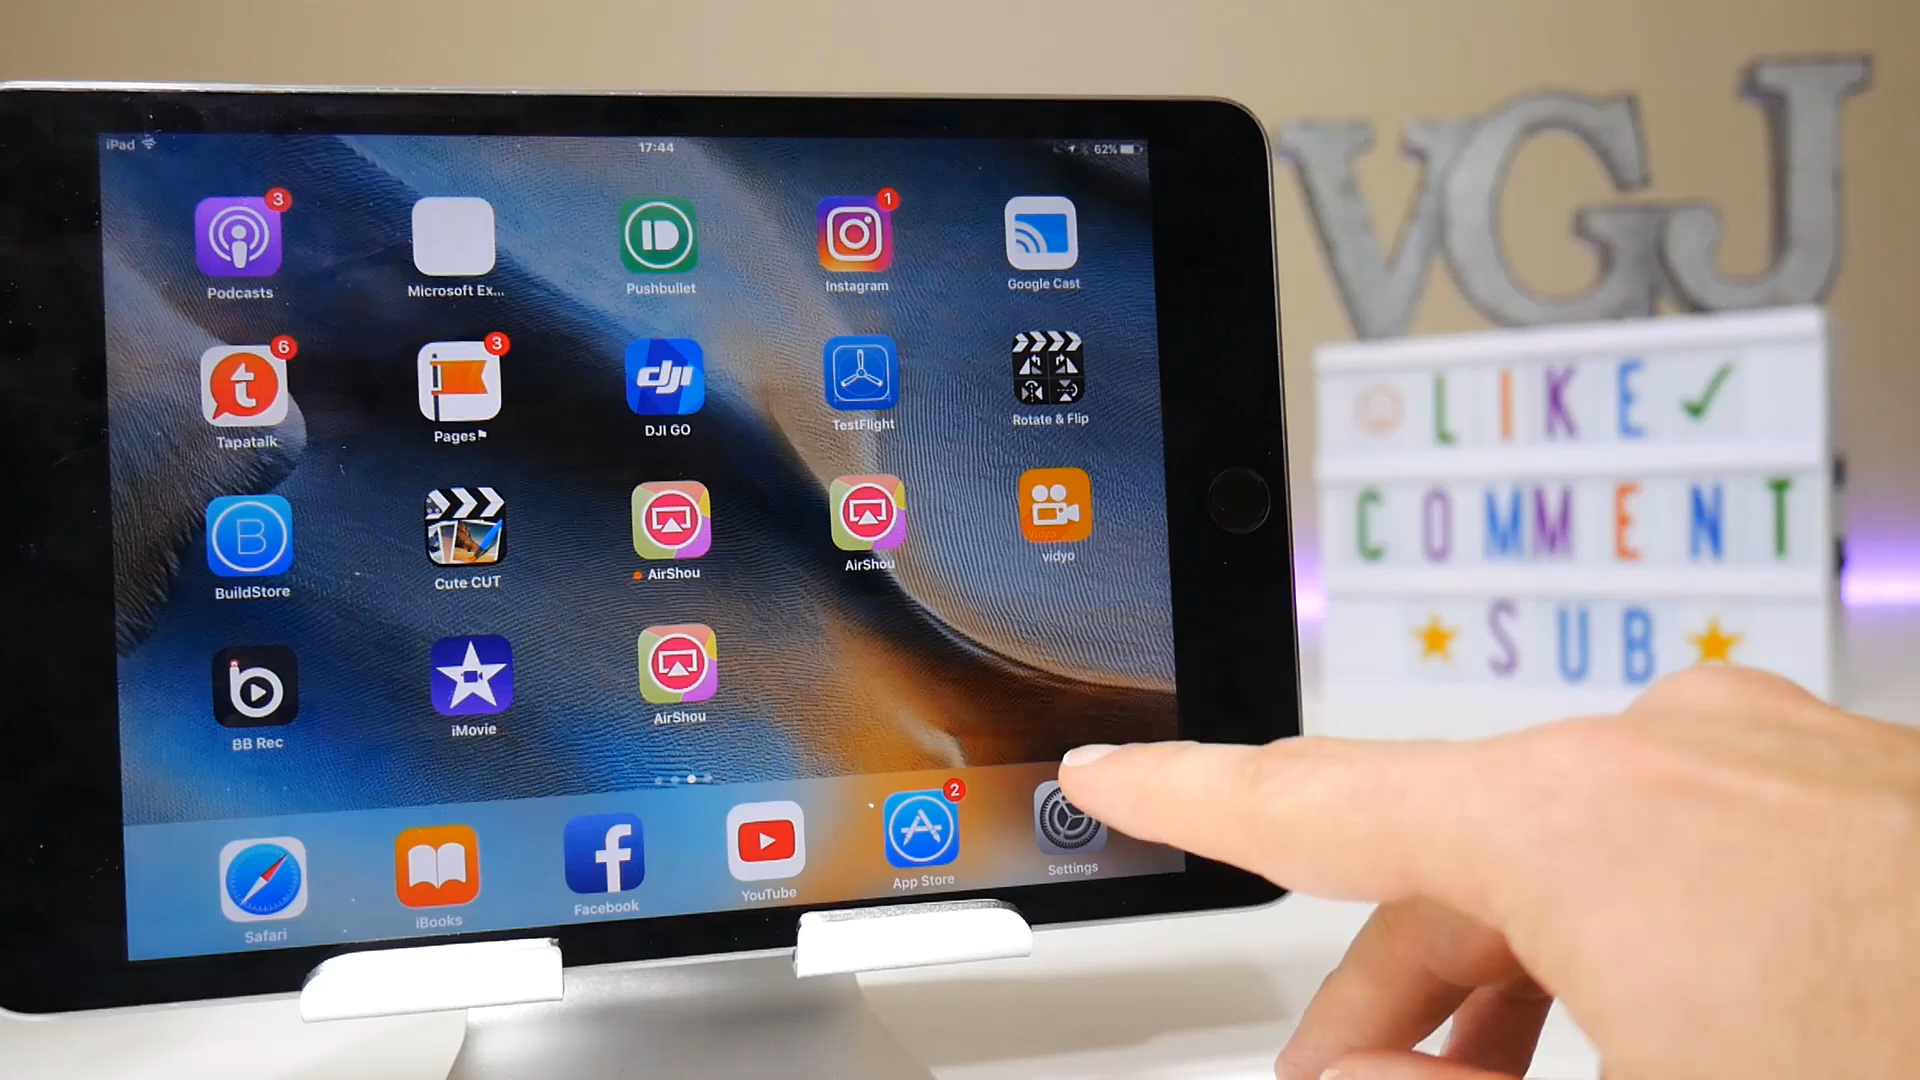 VGJ
iPad 17:44 62%
3 1
Podcasts Microsoft Ex... Pushbullet Instagram Google Cast
6 3
Tapatalk Pages DJI GO TestFlight Rotate & Flip
BuildStore Cute CUT AirShou AirShou vidyo
BB Rec iMovie AirShou
2
Safari iBooks Facebook YouTube App Store Settings
LIKE
COMMENT
SUB